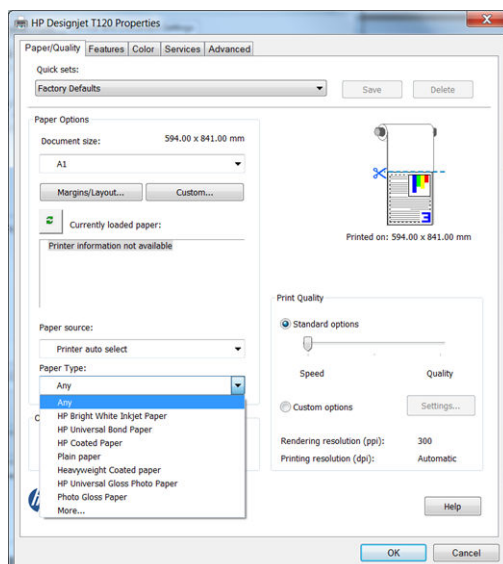 HP Designjet T120 Properties
Paper/Quality Features Color Services Advanced
Quick sets:
Factory Defaults
Save
Delete
Paper Options
Document size: 594.00 x 841.00 mm
A1
Margins/Layout...
Custom...
Currently loaded paper:
Printer information not available
Printed on: 594.00 x 841.00 mm
Paper source:
Printer auto select
Paper Type:
Any
Any
HP Bright White Inkjet Paper
HP Universal Bond Paper
HP Coated Paper
Plain paper
Heavyweight Coated paper
HP Universal Gloss Photo Paper
Photo Gloss Paper
More...
Print Quality
Standard options
Speed Quality
Custom options
Settings...
Rendering resolution (ppi): 300
Printing resolution (dpi): Automatic
Help
OK
Cancel